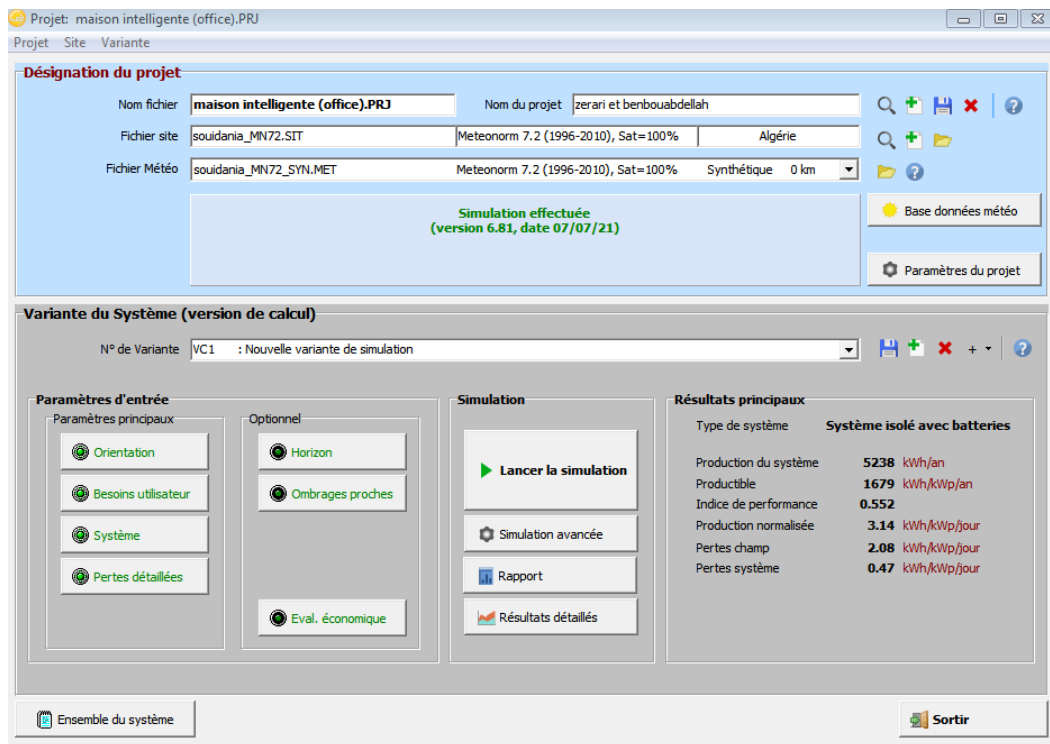 Projet: maison intelligente (office).PRJ
Projet Site Variante
Désignation du projet
Nom fichier maison intelligente (office).PRJ Nom du projet zerari et benbouabdellah
Fichier site souidania_MN72.SIT Meteonorm 7.2 (1996-2010), Sat=100% Algérie
Fichier Météo souidania_MN72_SYN.MET Meteonorm 7.2 (1996-2010), Sat=100% Synthétique 0 km
Simulation effectuée
(version 6.81, date 07/07/21)
Base données météo
Paramètres du projet
Variante du Système (version de calcul)
N° de Variante VC1 : Nouvelle variante de simulation
Paramètres d'entrée
Paramètres principaux
Orientation
Besoins utilisateur
Système
Pertes détaillées
Optionnel
Horizon
Ombrages proches
Eval. économique
Simulation
Lancer la simulation
Simulation avancée
Rapport
Résultats détaillés
Résultats principaux
Type de système Système isolé avec batteries
Production du système 5238 kWh/an
Productible 1679 kWh/kWp/an
Indice de performance 0.552
Production normalisée 3.14 kWh/kWp/jour
Pertes champ 2.08 kWh/kWp/jour
Pertes système 0.47 kWh/kWp/jour
Ensemble du système
Sortir